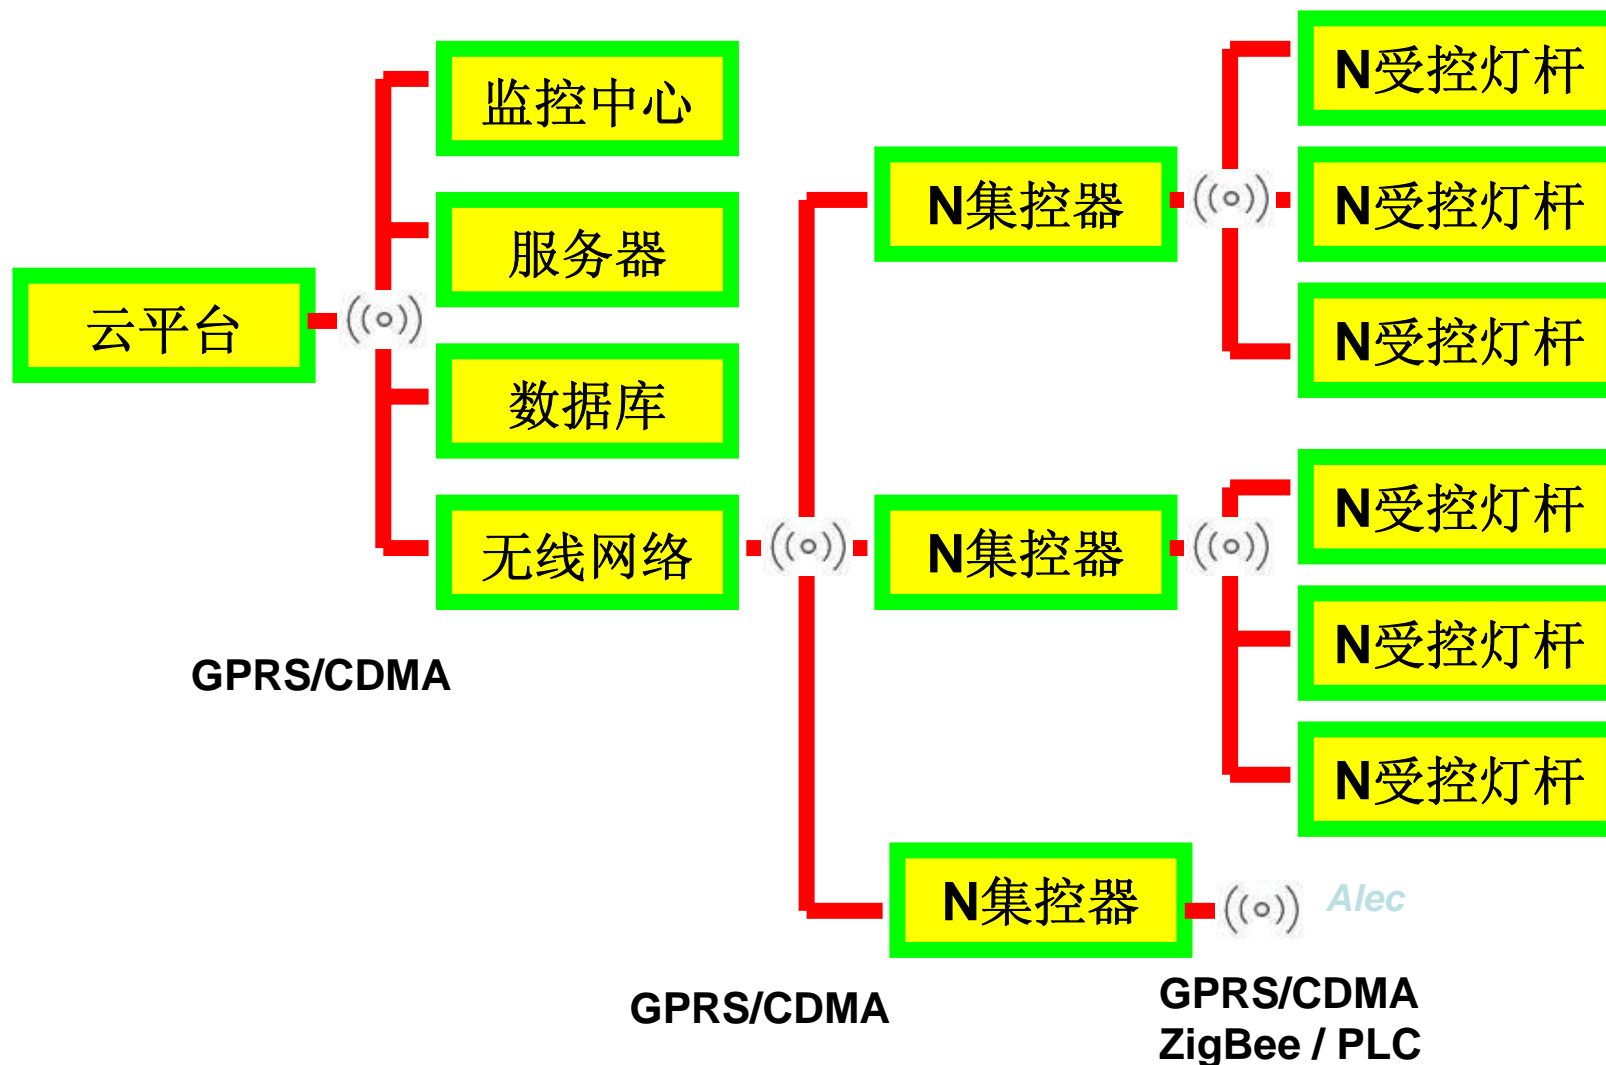 云平台
监控中心
服务器
数据库
无线网络
GPRS/CDMA
N集控器
N集控器
N集控器
GPRS/CDMA
N受控灯杆
N受控灯杆
N受控灯杆
N受控灯杆
N受控灯杆
N受控灯杆
Alec
GPRS/CDMA
ZigBee / PLC